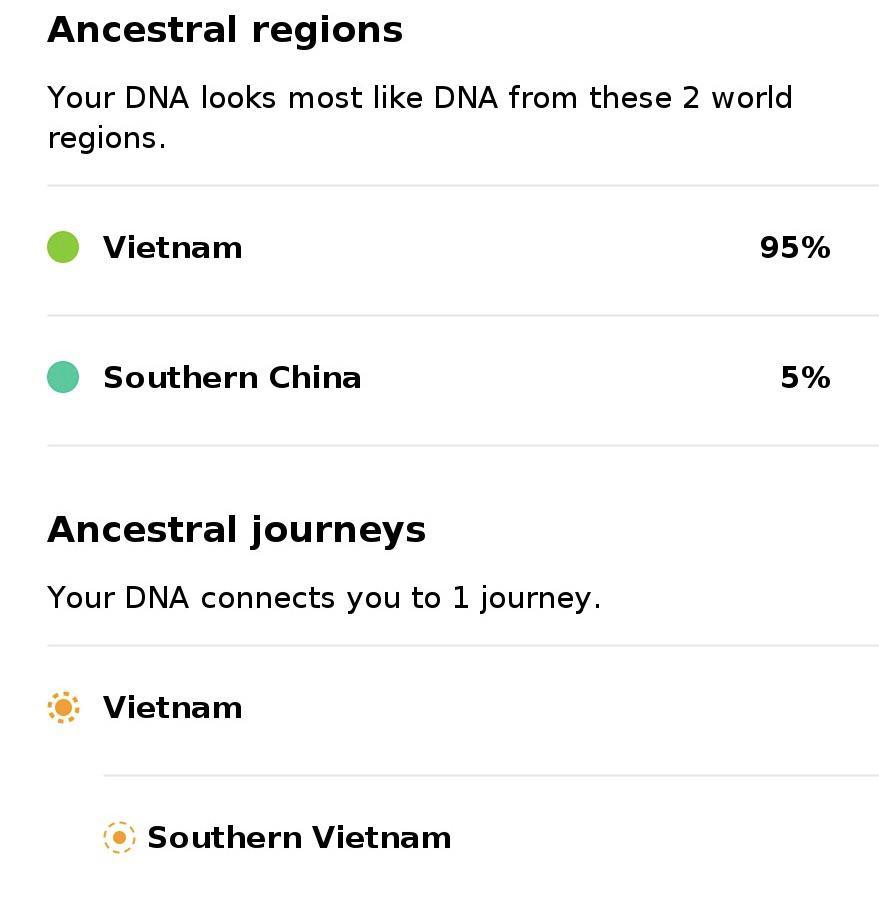 Ancestral regions
Your DNA looks most like DNA from these 2 world
regions.
Vietnam 95%
Southern China 5%
Ancestral journeys
Your DNA connects you to 1 journey.
Vietnam
Southern Vietnam